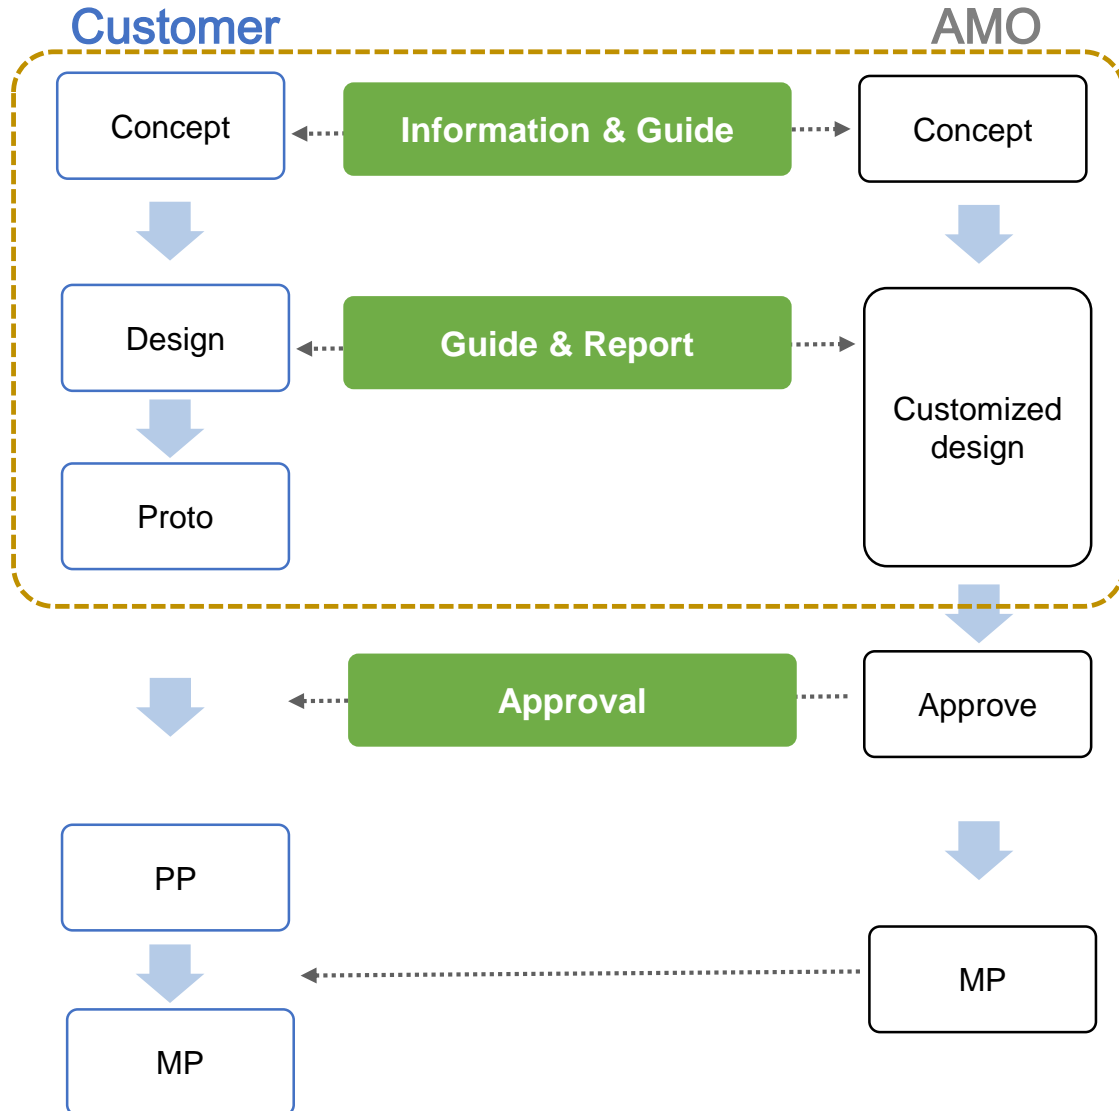 Customer
AMO
Concept
Information & Guide
Concept
Design
Guide & Report
Customized
design
Proto
Approval
Approve
PP
MP
MP